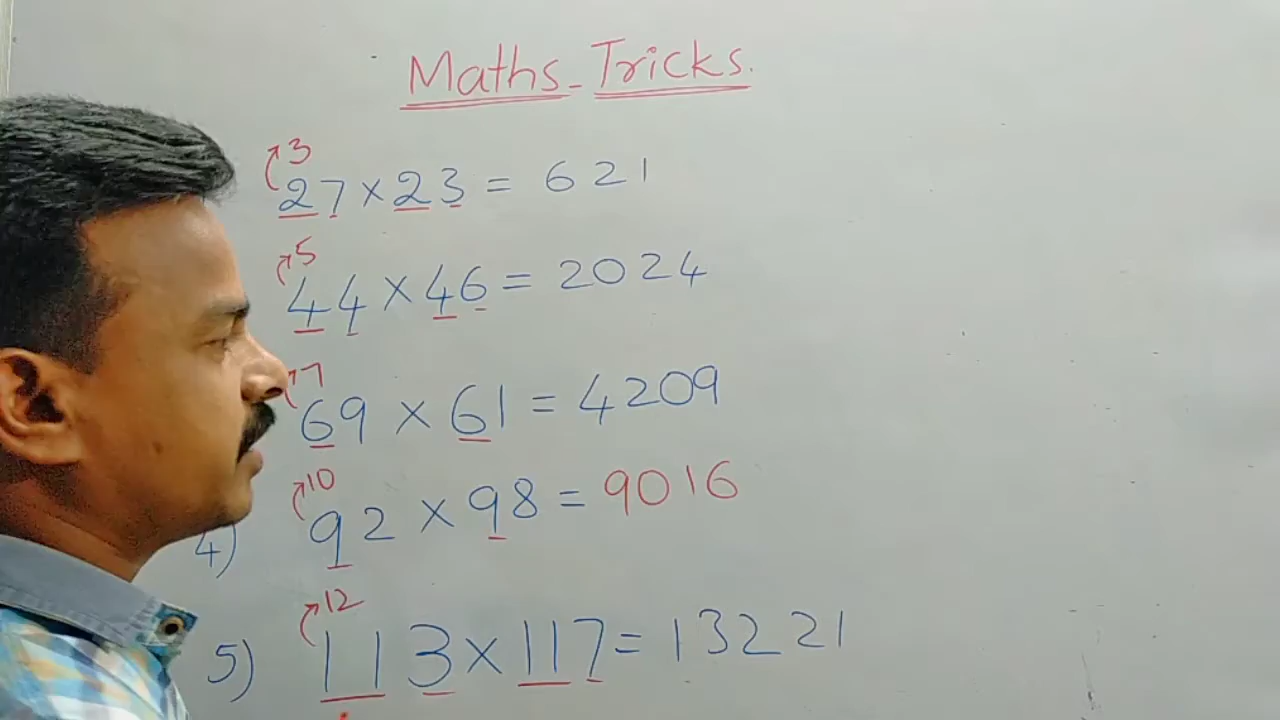 Maths-Tricks.
3
27 × 23 = 621
5
44 × 46 = 2024
7
69 × 61 = 4209
10
4) 92 × 98 = 9016
12
5) 113 × 117 = 13221